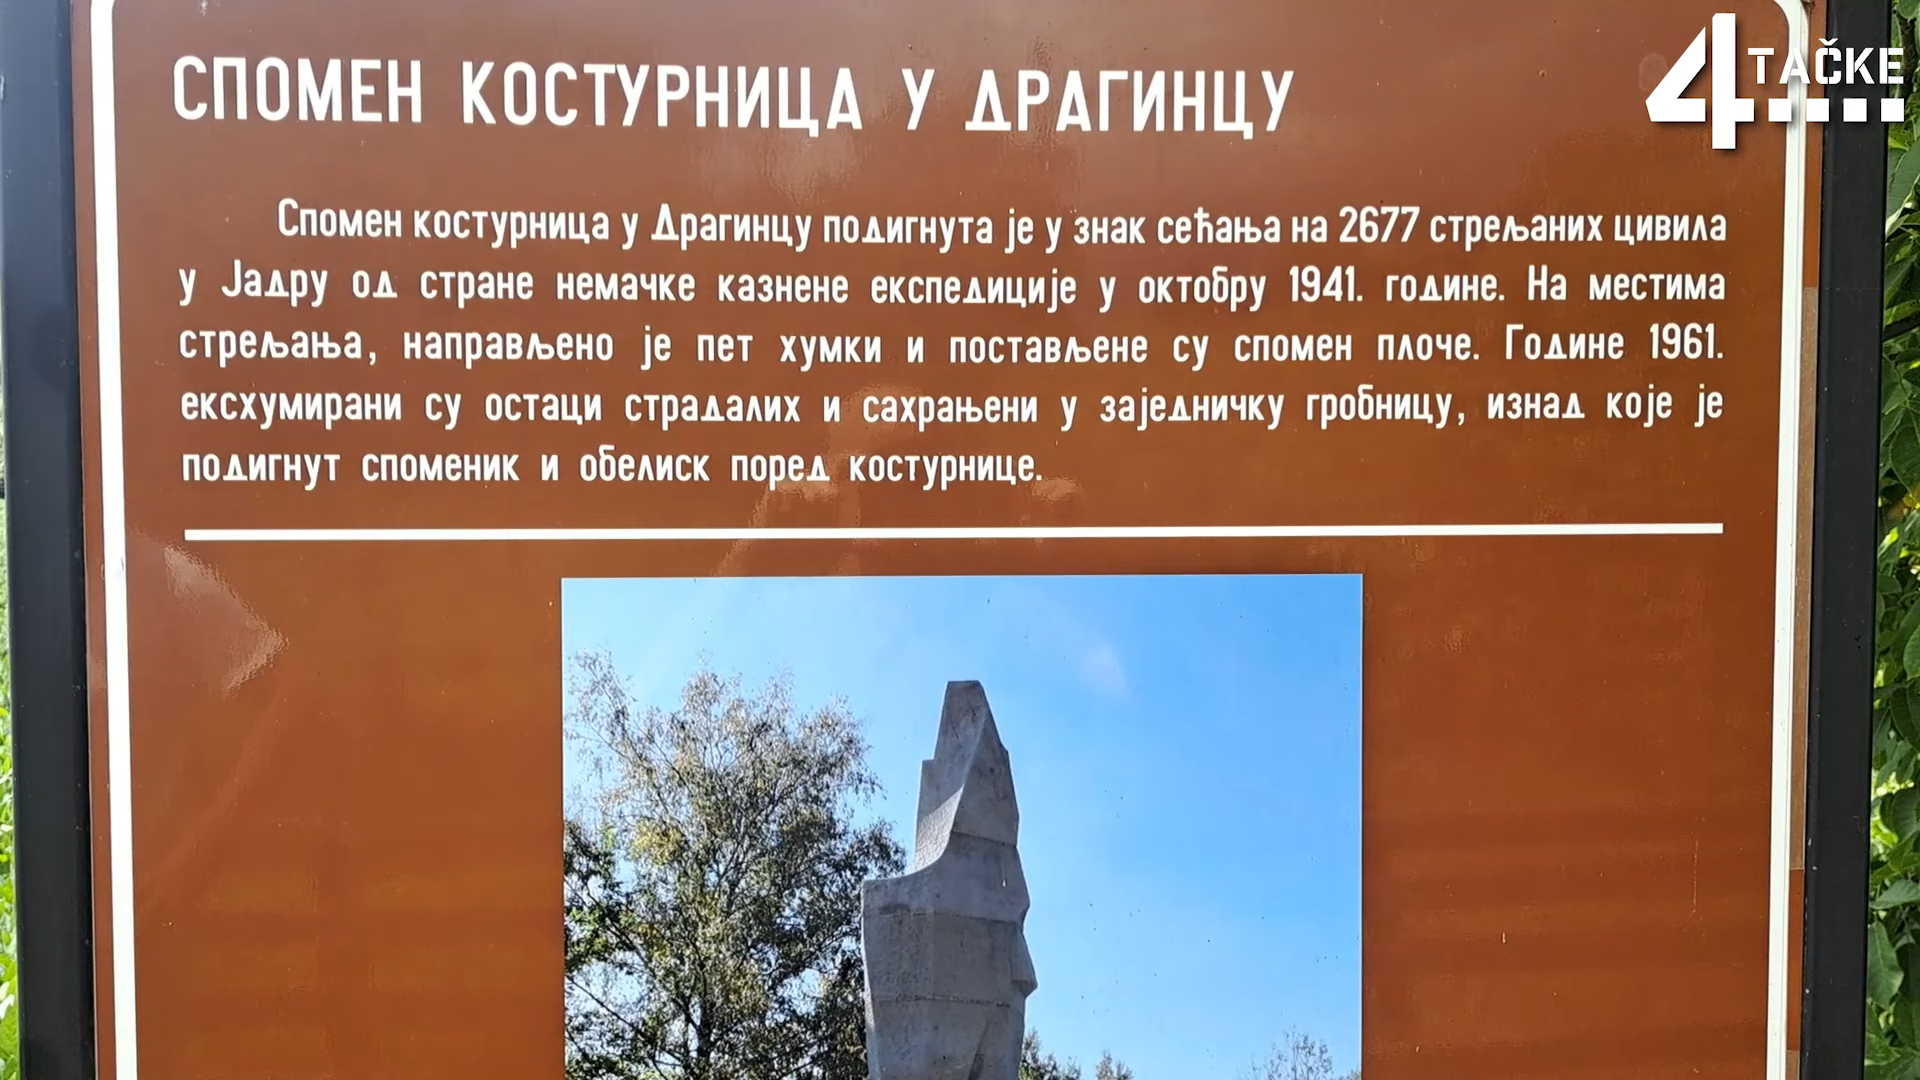 СПОМЕН КОСТУРНИЦА У ДРАГИНЦУ
Спомен костурница у Драгинцу подигнута је у знак сећања на 2677 стрељаних цивила
у Јадру од стране немачке казнене експедиције у октобру 1941. године. На местима
стрељања, направљено је пет хумки и постављене су спомен плоче. Године 1961.
ексхумирани су остаци страдалих и сахрањени у заједничку гробницу, изнад које је
подигнут споменик и обелиск поред костурнице.
4 TAČKE